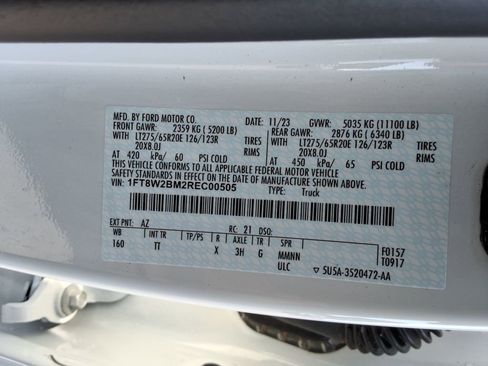 MFD. BY FORD MOTOR CO. 11/23 GVWR: 5035 KG (11100 LB)
FRONT GAWR: 2359 KG ( 5200 LB) REAR GAWR: 2876 KG ( 6340 LB)
LT275/65R20E 126/123R TIRES LT275/65R20E 126/123R TIRES
20X8.0J RIMS 20X8.0J RIMS
AT 420 kPa/ 60 PSI COLD AT 450 kPa/ 65 PSI COLD
THIS VEHICLE CONFORMS TO ALL APPLICABLE FEDERAL MOTOR VEHICLE
SAFETY STANDARDS IN EFFECT ON THE DATE OF MANUFACTURE SHOWN ABOVE.
VIN: 1FT8W2BM2REC00505 TYPE: Truck
EXT PNT: AZ RC: 21 DSO:
WB INT TR TP/PS R AXLE TR SPR F0157
160 TT X 3H G MMNN T0917
ULC ▽ 5U5A-3520472-AA